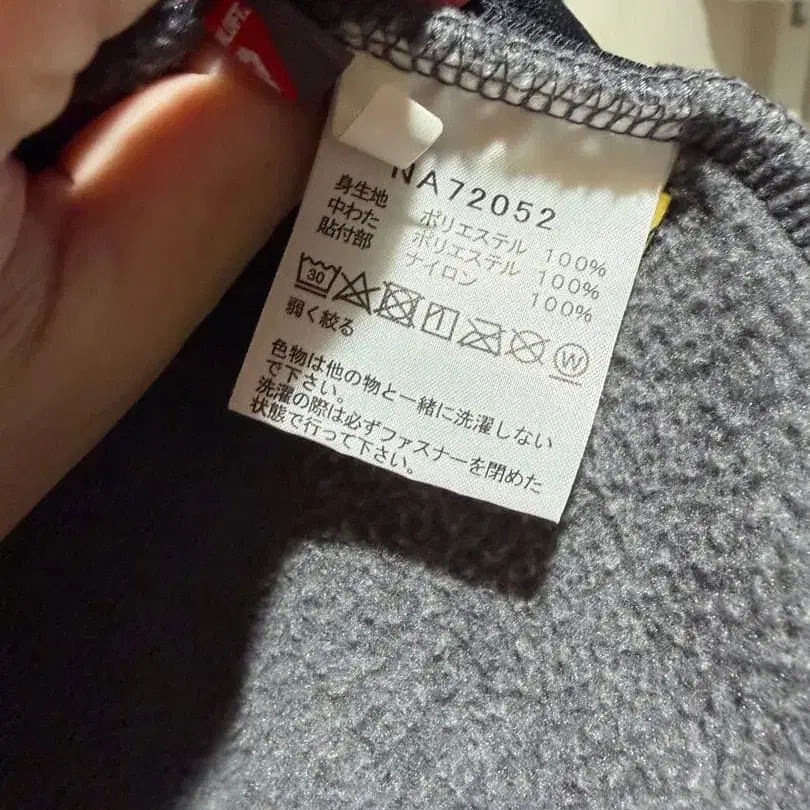 NA72052
身生地 ポリエステル 100%
中わた ポリエステル 100%
貼付部 ナイロン 100%
30
W
弱く絞る
色物は他の物と一緒に洗濯しない
で下さい。
洗濯の際は必ずファスナーを閉めた
状態で行って下さい。